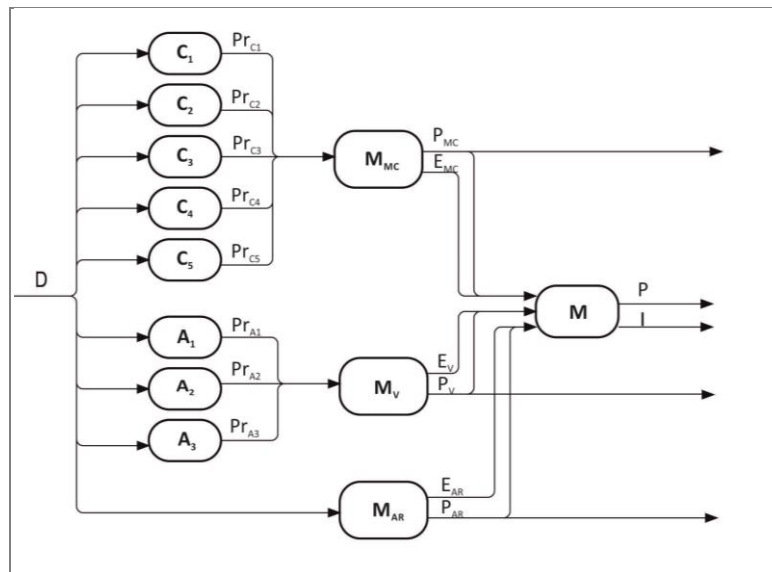 C1 PrC1
C2 PrC2
C3 PrC3
C4 PrC4
C5 PrC5
MMC PMC
EMC
D
M P
I
A1 PrA1
A2 PrA2
A3 PrA3
MV EV
PV
MAR EAR
PAR